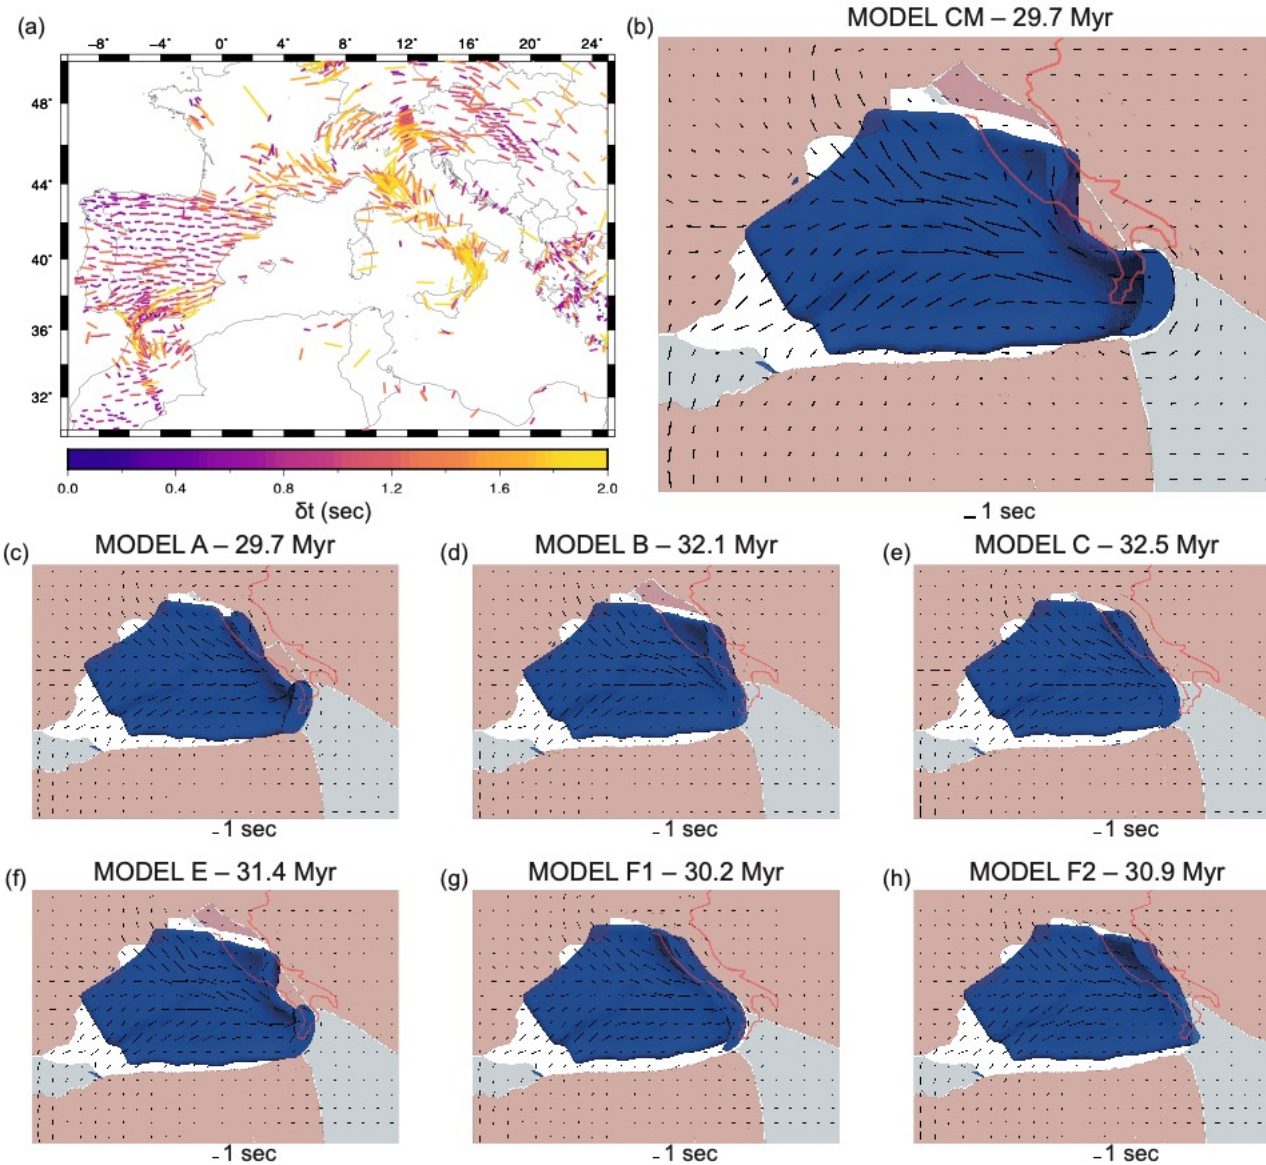 (a)
−8° −4° 0° 4° 8° 12° 16° 20° 24°
48°
44°
40°
36°
32°
0.0 0.4 0.8 1.2 1.6 2.0
δt (sec)
(b) MODEL CM – 29.7 Myr
1 sec
(c) MODEL A – 29.7 Myr
1 sec
(d) MODEL B – 32.1 Myr
1 sec
(e) MODEL C – 32.5 Myr
1 sec
(f) MODEL E – 31.4 Myr
1 sec
(g) MODEL F1 – 30.2 Myr
1 sec
(h) MODEL F2 – 30.9 Myr
1 sec